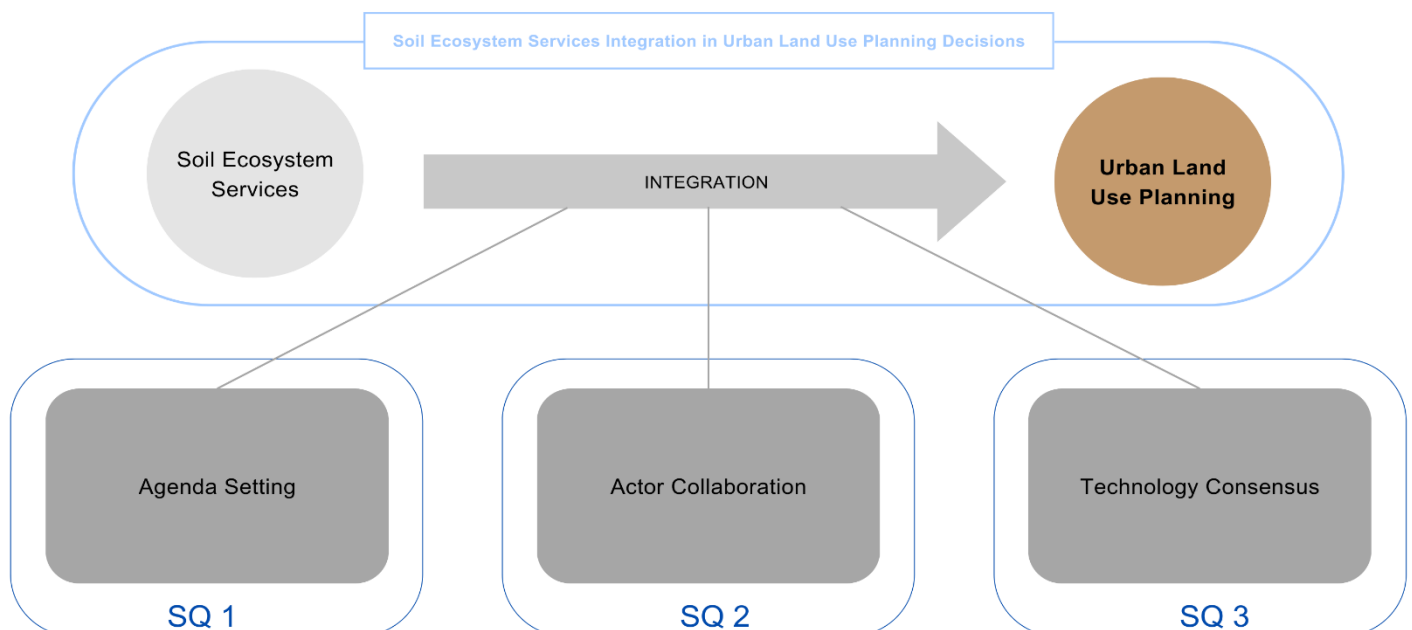 Soil Ecosystem Services Integration in Urban Land Use Planning Decisions
Soil Ecosystem
Services
INTEGRATION
Urban Land
Use Planning
Agenda Setting
Actor Collaboration
Technology Consensus
SQ 1
SQ 2
SQ 3